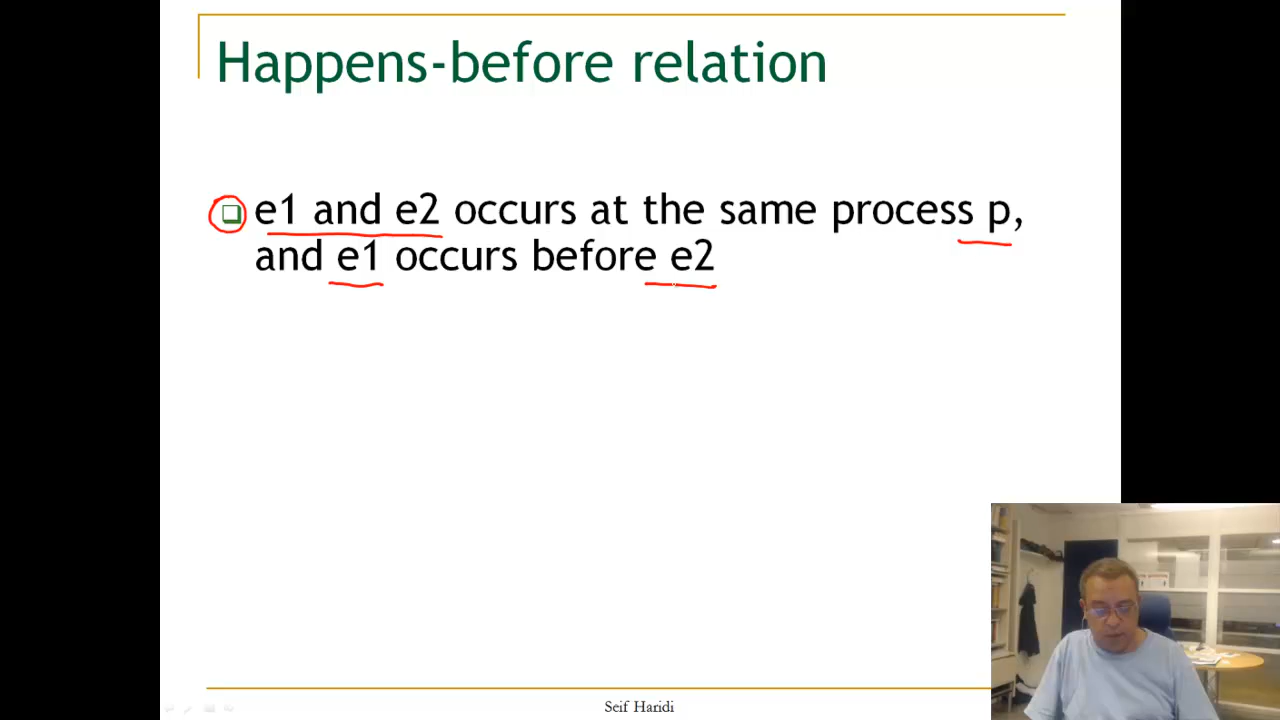 Happens-before relation
e1 and e2 occurs at the same process p,
and e1 occurs before e2
Seif Haridi